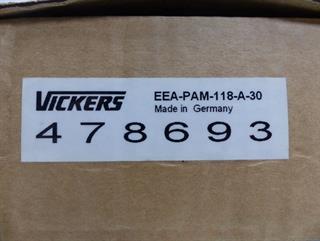 VICKERS
EEA-PAM-118-A-30
Made in Germany
478693